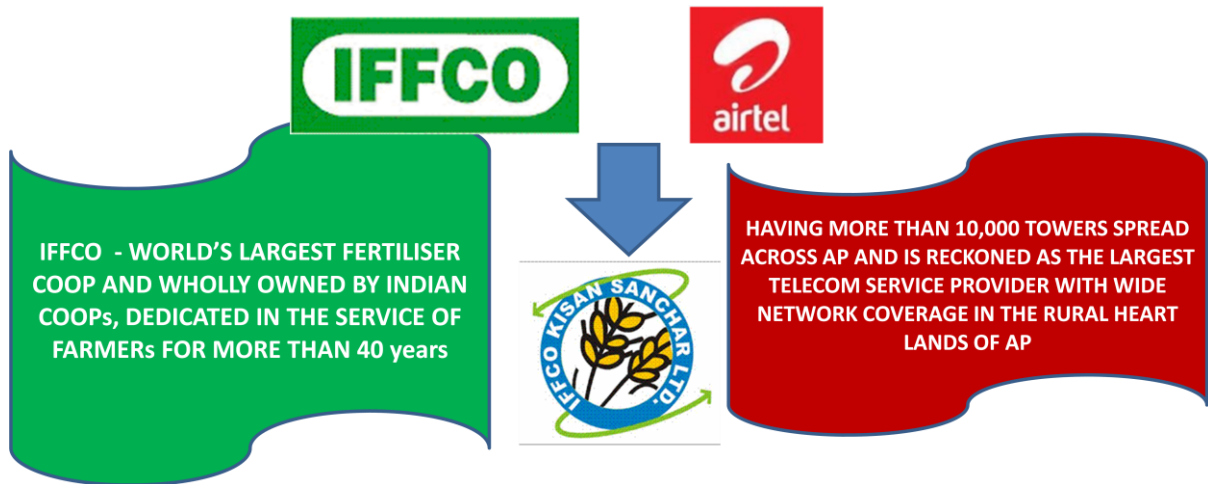 IFFCO
airtel
IFFCO - WORLD'S LARGEST FERTILISER
COOP AND WHOLLY OWNED BY INDIAN
COOPs, DEDICATED IN THE SERVICE OF
FARMERs FOR MORE THAN 40 years
IFFCO KISAN SANCHAR LTD.
HAVING MORE THAN 10,000 TOWERS SPREAD
ACROSS AP AND IS RECKONED AS THE LARGEST
TELECOM SERVICE PROVIDER WITH WIDE
NETWORK COVERAGE IN THE RURAL HEART
LANDS OF AP